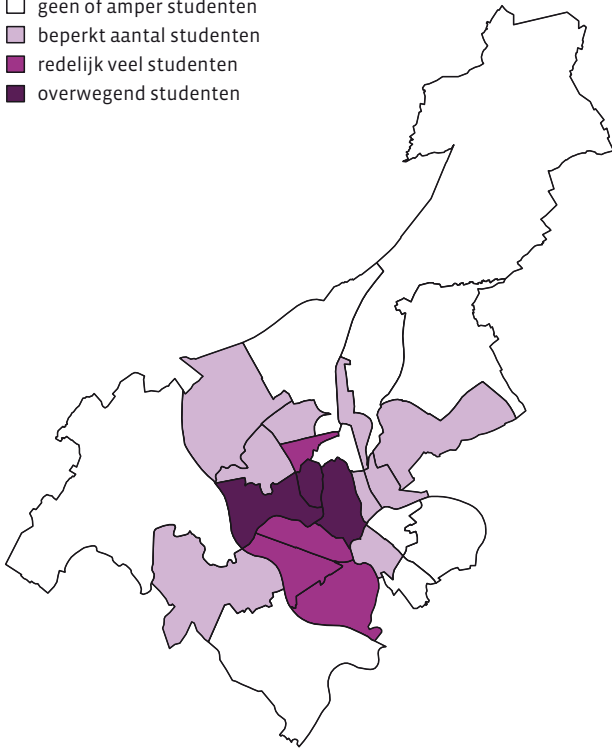 geen of amper studenten
beperkt aantal studenten
redelijk veel studenten
overwegend studenten